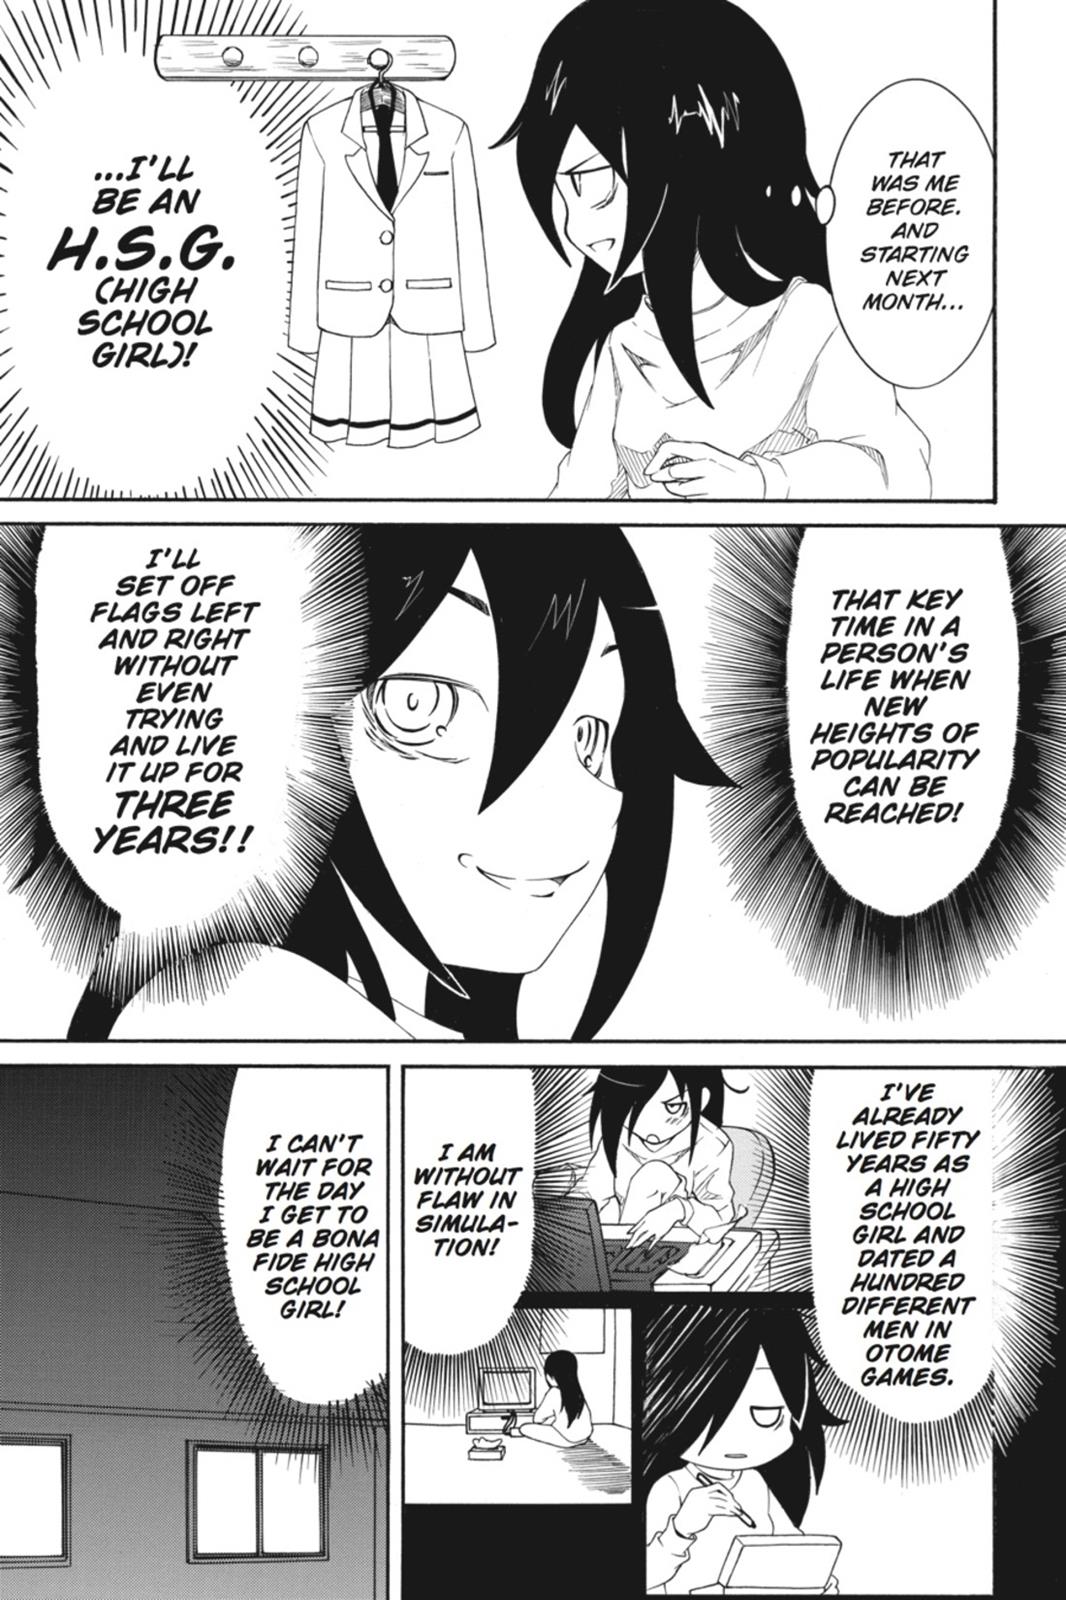 THAT
WAS ME
BEFORE.
AND
STARTING
NEXT
MONTH...
...I'LL
BE AN
H.S.G.
(HIGH
SCHOOL
GIRL)!
THAT KEY
TIME IN A
PERSON'S
LIFE WHEN
NEW
HEIGHTS OF
POPULARITY
CAN BE
REACHED!
I'LL
SET OFF
FLAGS LEFT
AND RIGHT
WITHOUT
EVEN
TRYING
AND LIVE
IT UP FOR
THREE
YEARS!!
I'VE
ALREADY
LIVED FIFTY
YEARS AS
A HIGH
SCHOOL
GIRL AND
DATED A
HUNDRED
DIFFERENT
MEN IN
OTOME
GAMES.
I AM
WITHOUT
FLAW IN
SIMULA-
TION!
I CAN'T
WAIT FOR
THE DAY
I GET TO
BE A BONA
FIDE HIGH
SCHOOL
GIRL!